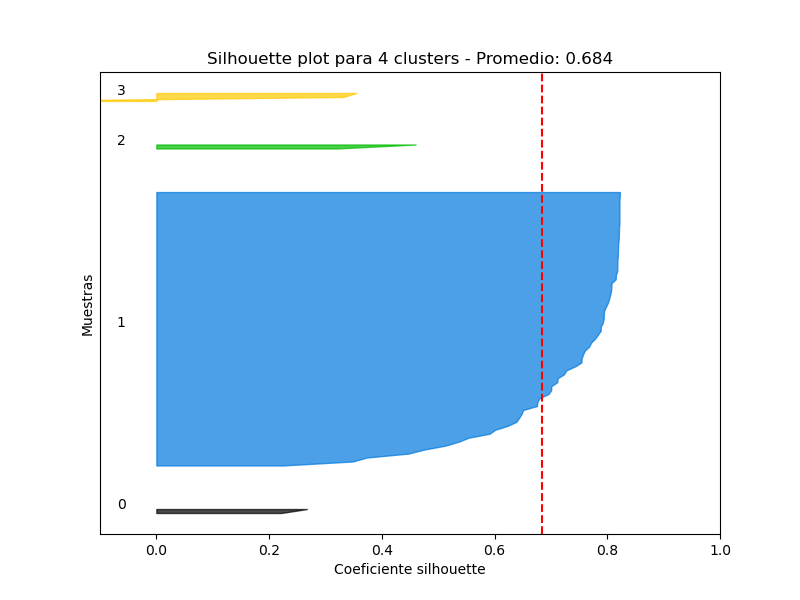 Silhouette plot para 4 clusters - Promedio: 0.684
3
2
1
0
Muestras
0.0 0.2 0.4 0.6 0.8 1.0
Coeficiente silhouette